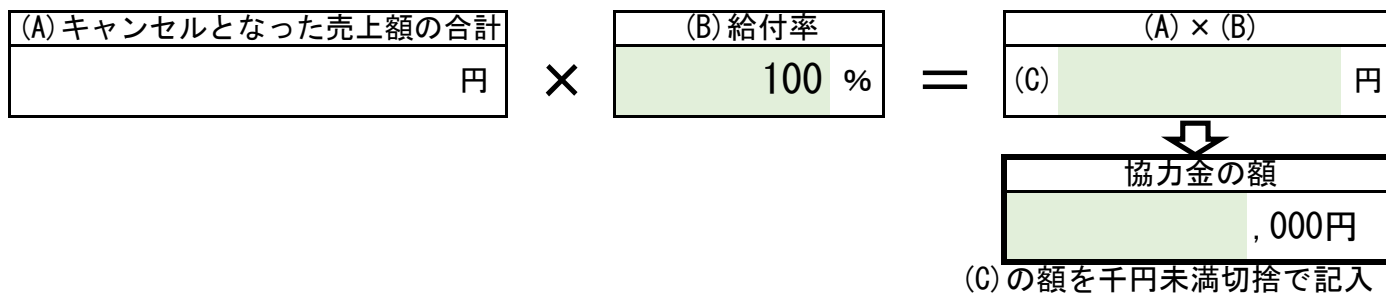 (A)キャンセルとなった売上額の合計 (B)給付率 (A)×(B)
円 × 100 % = (C) 円
協力金の額
,000円
(C)の額を千円未満切捨で記入